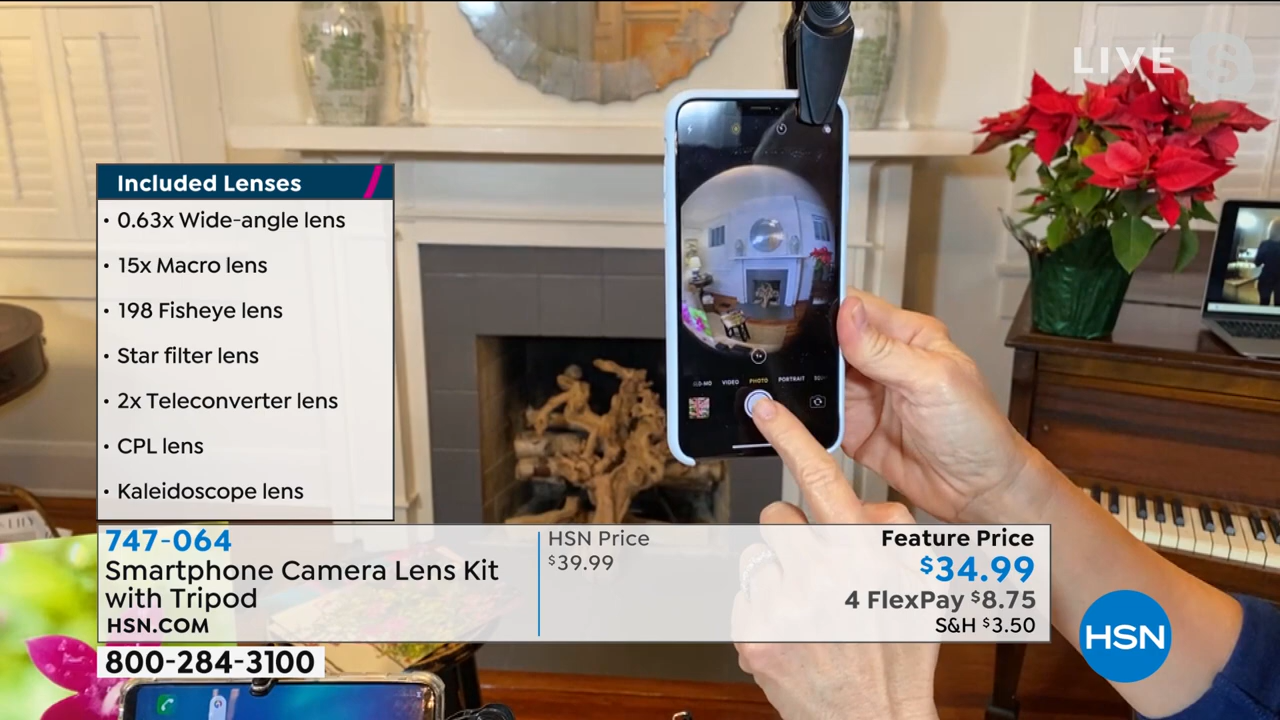 LIVE
Included Lenses
• 0.63x Wide-angle lens
• 15x Macro lens
• 198 Fisheye lens
• Star filter lens
• 2x Teleconverter lens
• CPL lens
• Kaleidoscope lens
VIDEO PHOTO PORTRAIT
747-064
Smartphone Camera Lens Kit
with Tripod
HSN.COM
HSN Price
$39.99
Feature Price
$34.99
4 FlexPay $8.75
S&H $3.50
HSN
800-284-3100